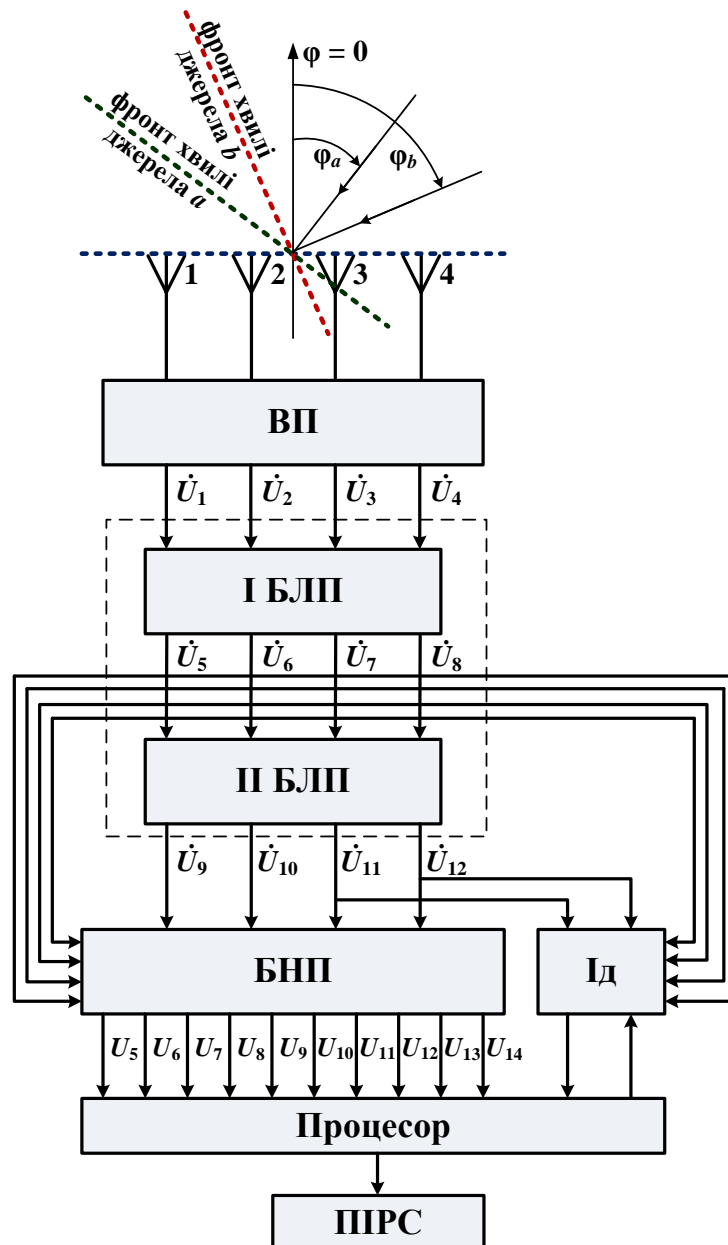 φ = 0
фронт хвилі
джерела b
фронт хвилі
джерела a
φa
φb
1
2
3
4
ВП
U̇1
U̇2
U̇3
U̇4
І БЛП
U̇5
U̇6
U̇7
U̇8
ІІ БЛП
U̇9
U̇10
U̇11
U̇12
БНП
Ід
U5
U6
U7
U8
U9
U10
U11
U12
U13
U14
Процесор
ПІРС